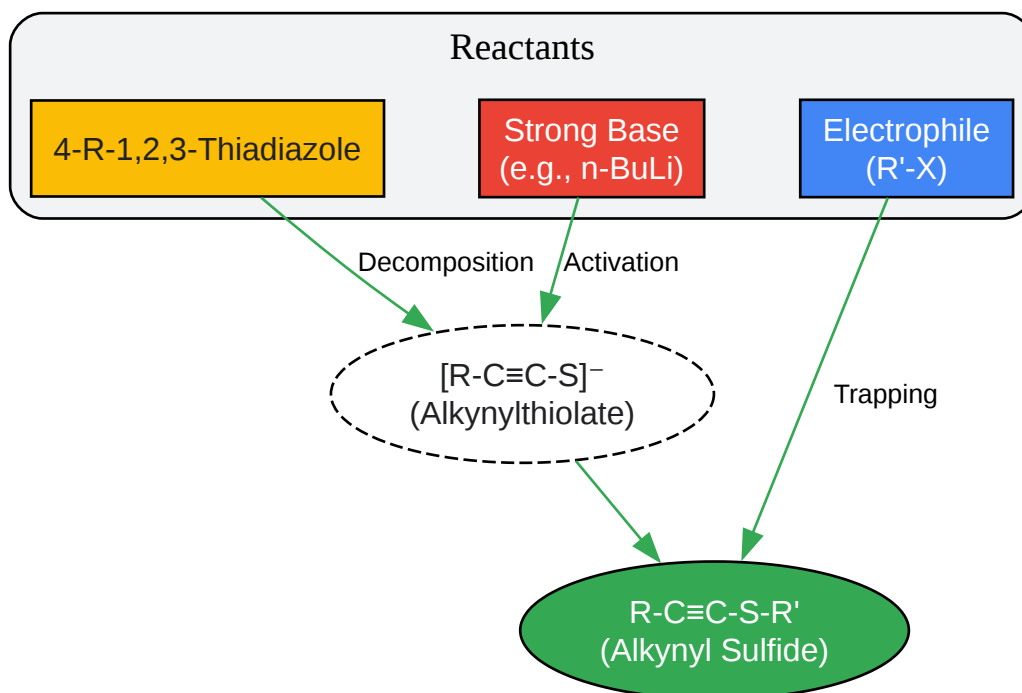 Reactants
4-R-1,2,3-Thiadiazole
Strong Base
(e.g., n-BuLi)
Electrophile
(R'-X)
Decomposition
Activation
[R-C≡C-S]⁻
(Alkynylthiolate)
Trapping
R-C≡C-S-R'
(Alkynyl Sulfide)